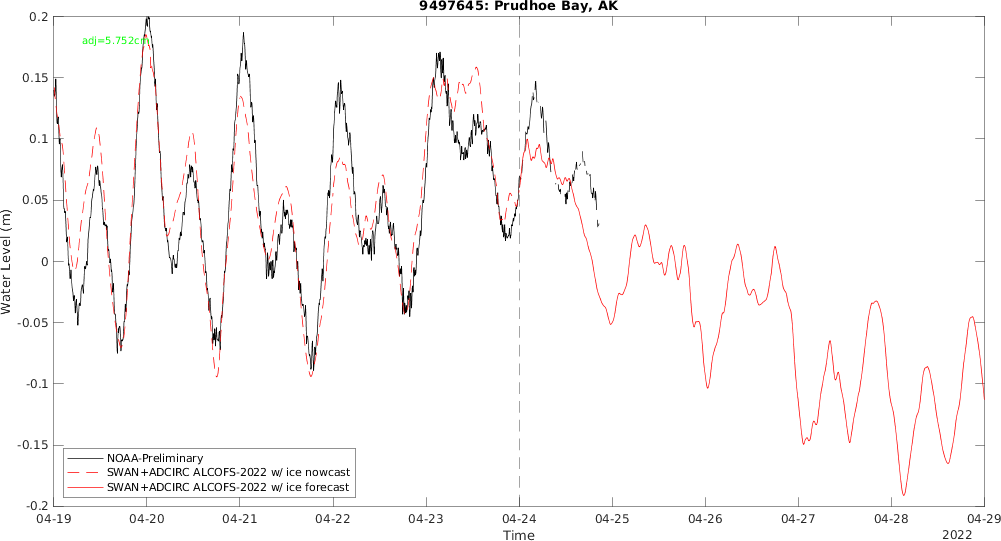 9497645: Prudhoe Bay, AK
adj=5.752cm
Water Level (m)
0.2
0.15
0.1
0.05
0
-0.05
-0.1
-0.15
-0.2
NOAA-Preliminary
SWAN+ADCIRC ALCOFS-2022 w/ ice nowcast
SWAN+ADCIRC ALCOFS-2022 w/ ice forecast
04-19 04-20 04-21 04-22 04-23 04-24 04-25 04-26 04-27 04-28 04-29
Time
2022